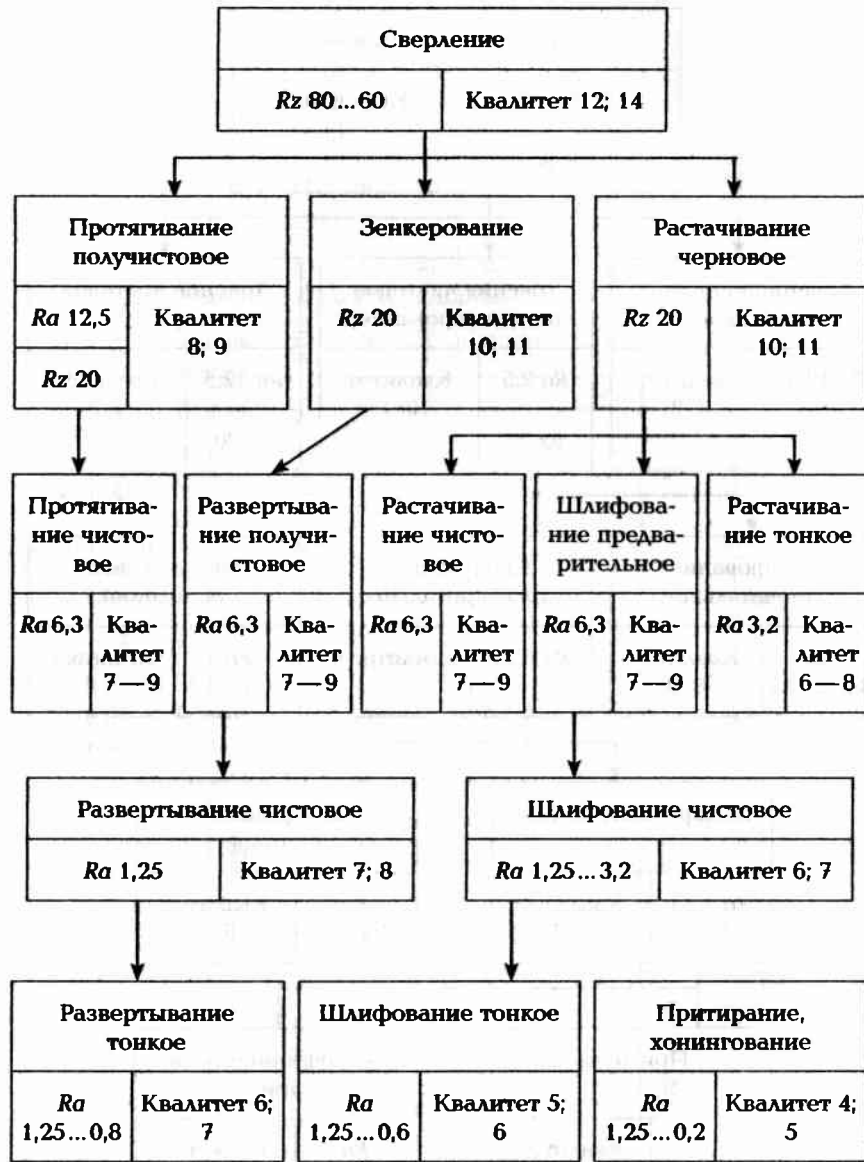 Сверление
Rz 80...60
Квалитет 12; 14
Протягивание
получистовое
Ra 12,5
Rz 20
Квалитет
8; 9
Зенкерование
Rz 20
Квалитет
10; 11
Растачивание
черновое
Rz 20
Квалитет
10; 11
Протягива-
ние чисто-
вое
Ra 6,3
Ква-
литет
7—9
Развертыва-
ние получи-
стовое
Ra 6,3
Ква-
литет
7—9
Растачива-
ние чисто-
вое
Ra 6,3
Ква-
литет
7—9
Шлифова-
ние предва-
рительное
Ra 6,3
Ква-
литет
7—9
Растачива-
ние тонкое
Ra 3,2
Ква-
литет
6—8
Развертывание чистовое
Ra 1,25
Квалитет 7; 8
Шлифование чистовое
Ra 1,25...3,2
Квалитет 6; 7
Развертывание
тонкое
Ra
1,25...0,8
Квалитет 6;
7
Шлифование тонкое
Ra
1,25...0,6
Квалитет 5;
6
Притирание,
хонингование
Ra
1,25...0,2
Квалитет 4;
5